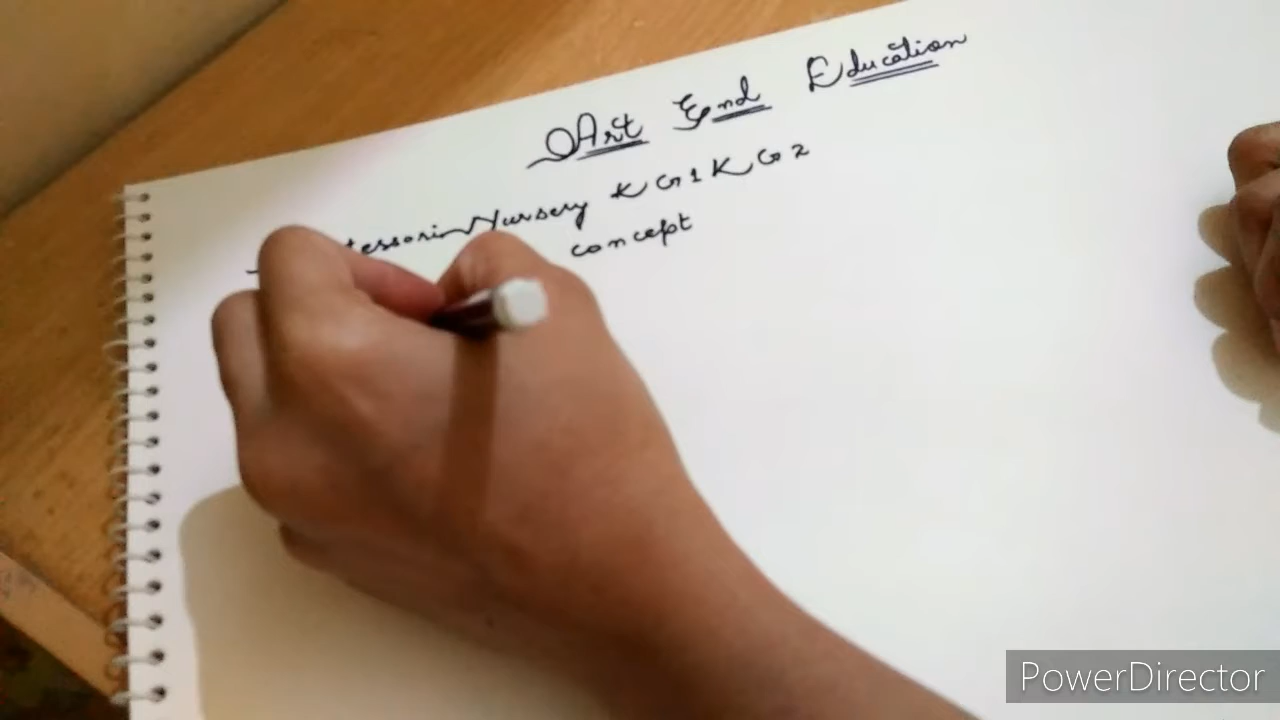 Art End Education
Nursery KG1 KG2
concept
PowerDirector